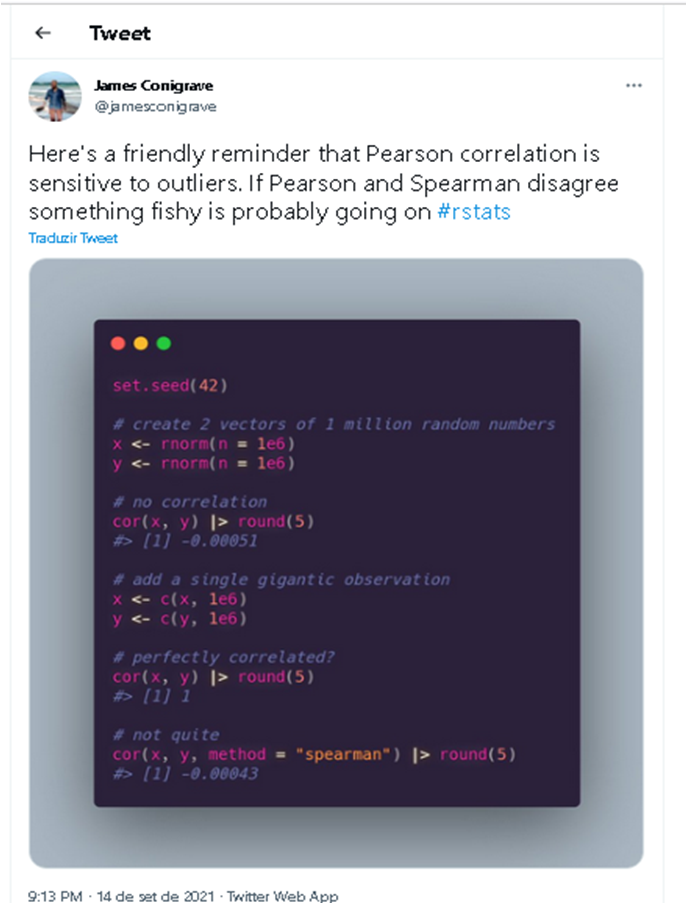 ← Tweet
James Conigrave
@jamesconigrave
Here's a friendly reminder that Pearson correlation is
sensitive to outliers. If Pearson and Spearman disagree
something fishy is probably going on #rstats
Traduzir Tweet
set.seed(42)
# create 2 vectors of 1 million random numbers
x <- rnorm(n = 1e6)
y <- rnorm(n = 1e6)
# no correlation
cor(x, y) |> round(5)
#> [1] -0.00051
# add a single gigantic observation
x <- c(x, 1e6)
y <- c(y, 1e6)
# perfectly correlated?
cor(x, y) |> round(5)
#> [1] 1
# not quite
cor(x, y, method = "spearman") |> round(5)
#> [1] -0.00043
9:13 PM · 14 de set de 2021 · Twitter Web App